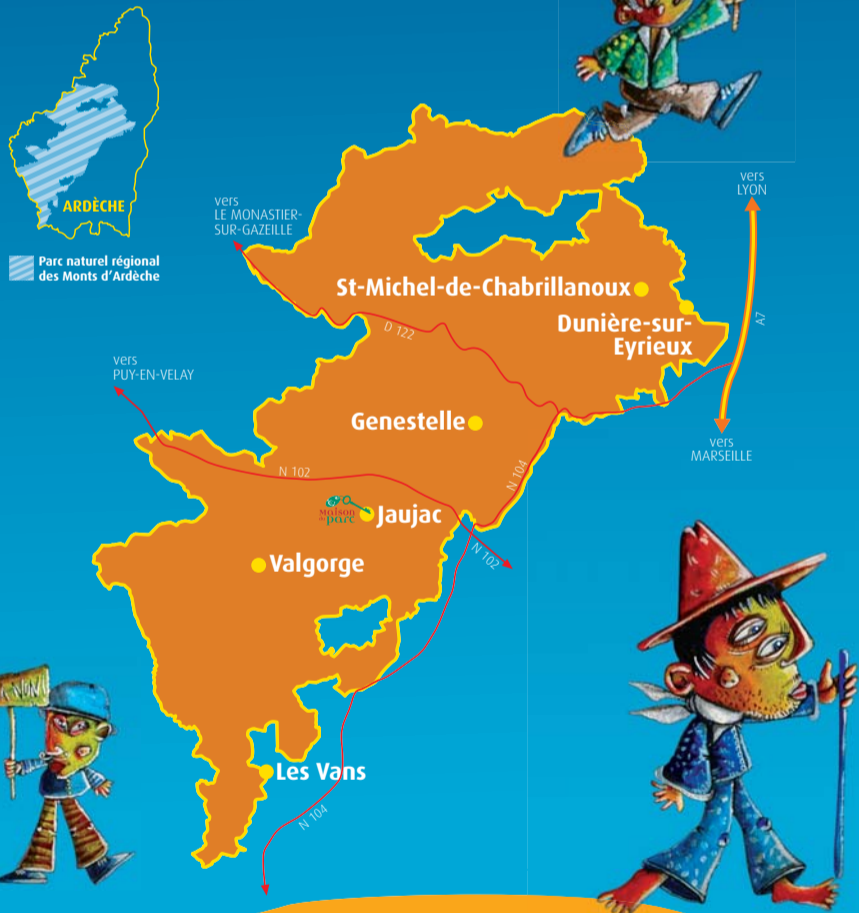 ARDÈCHE
Parc naturel régional
des Monts d'Ardèche
vers
LE MONASTIER-
SUR-GAZEILLE
vers
LYON
St-Michel-de-Chabrillanoux
Dunière-sur-
Eyrieux
D 122
A7
vers
PUY-EN-VELAY
Genestelle
vers
MARSEILLE
N 102
N 104
Maison
du parc
Jaujac
N 102
Valgorge
NON!
Les Vans
N 104